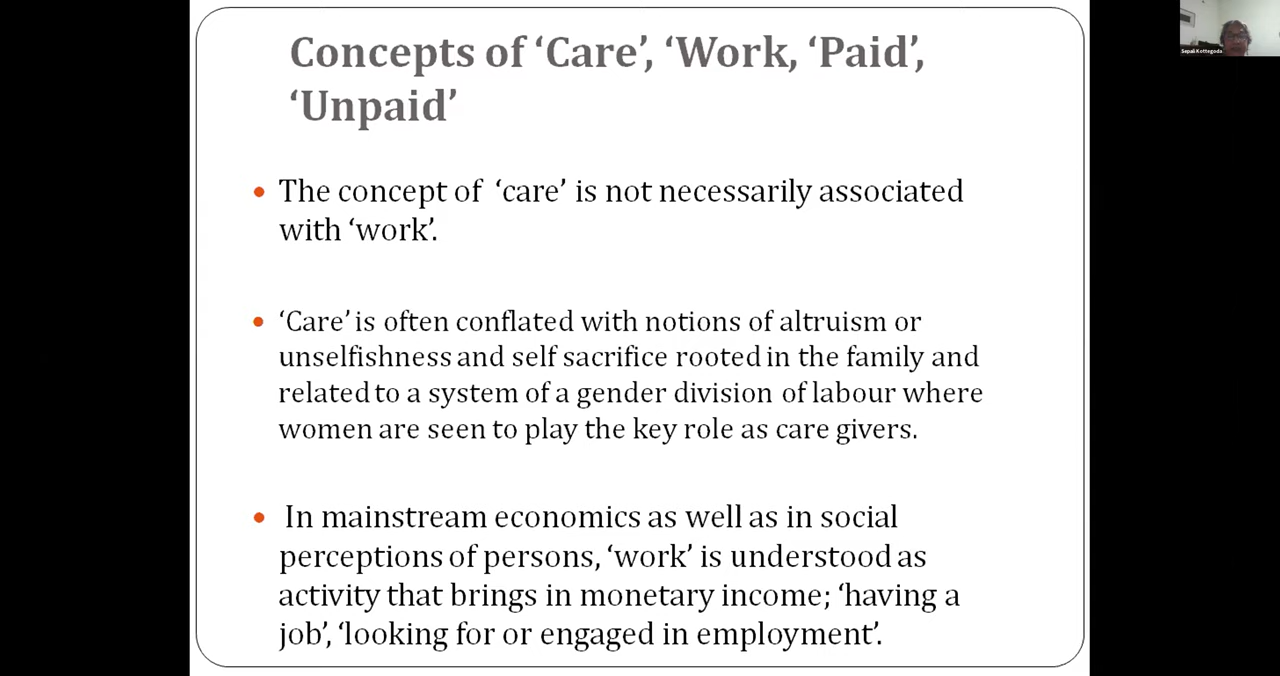 Concepts of ‘Care’, ‘Work, ‘Paid’,
‘Unpaid’
The concept of ‘care’ is not necessarily associated
with ‘work’.
‘Care’ is often conflated with notions of altruism or
unselfishness and self sacrifice rooted in the family and
related to a system of a gender division of labour where
women are seen to play the key role as care givers.
In mainstream economics as well as in social
perceptions of persons, ‘work’ is understood as
activity that brings in monetary income; ‘having a
job’, ‘looking for or engaged in employment’.
Sepali Kottegoda